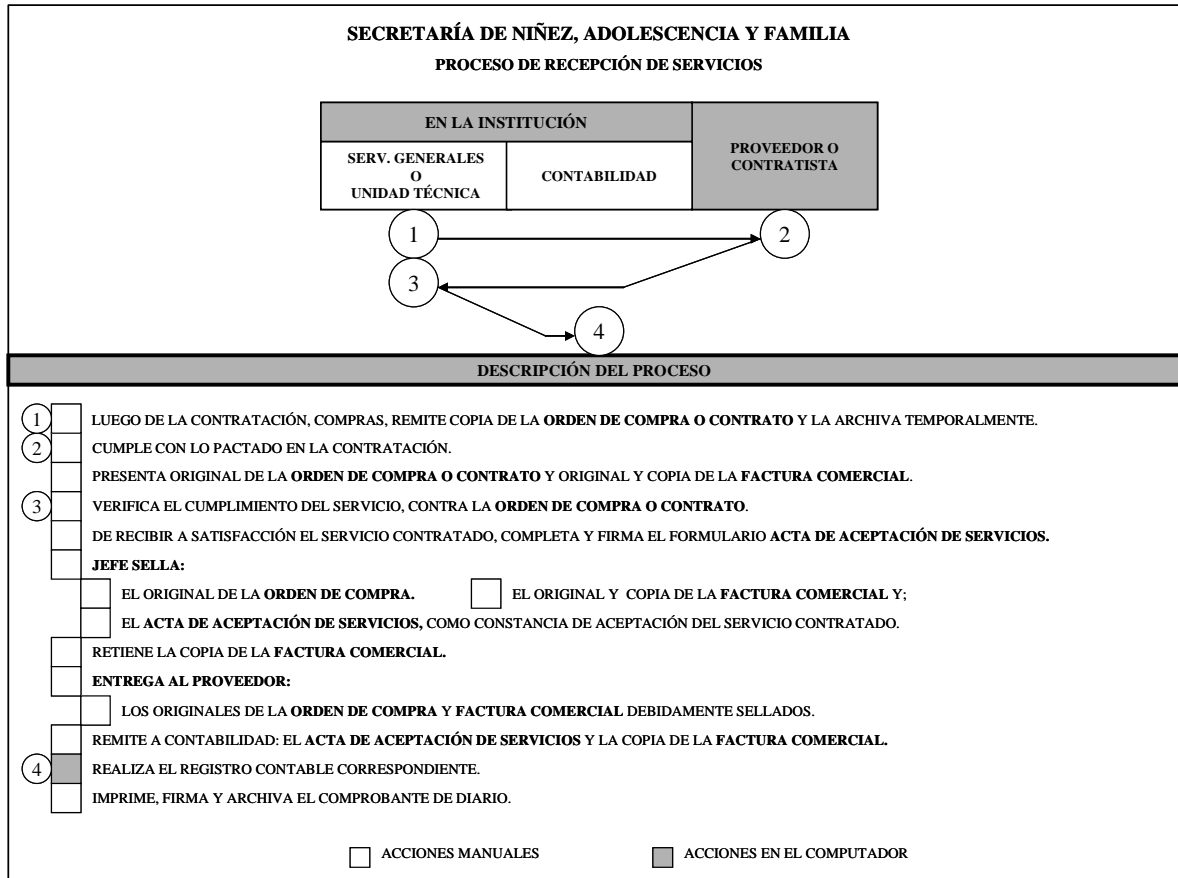 SECRETARÍA DE NIÑEZ, ADOLESCENCIA Y FAMILIA
PROCESO DE RECEPCIÓN DE SERVICIOS
EN LA INSTITUCIÓN
PROVEEDOR O
CONTRATISTA
SERV. GENERALES
O
UNIDAD TÉCNICA
CONTABILIDAD
1
2
3
4
DESCRIPCIÓN DEL PROCESO
1 LUEGO DE LA CONTRATACIÓN, COMPRAS, REMITE COPIA DE LA ORDEN DE COMPRA O CONTRATO Y LA ARCHIVA TEMPORALMENTE.
2 CUMPLE CON LO PACTADO EN LA CONTRATACIÓN.
PRESENTA ORIGINAL DE LA ORDEN DE COMPRA O CONTRATO Y ORIGINAL Y COPIA DE LA FACTURA COMERCIAL.
3 VERIFICA EL CUMPLIMIENTO DEL SERVICIO, CONTRA LA ORDEN DE COMPRA O CONTRATO.
DE RECIBIR A SATISFACCIÓN EL SERVICIO CONTRATADO, COMPLETA Y FIRMA EL FORMULARIO ACTA DE ACEPTACIÓN DE SERVICIOS.
JEFE SELLA:
EL ORIGINAL DE LA ORDEN DE COMPRA. EL ORIGINAL Y COPIA DE LA FACTURA COMERCIAL Y;
EL ACTA DE ACEPTACIÓN DE SERVICIOS, COMO CONSTANCIA DE ACEPTACIÓN DEL SERVICIO CONTRATADO.
RETIENE LA COPIA DE LA FACTURA COMERCIAL.
ENTREGA AL PROVEEDOR:
LOS ORIGINALES DE LA ORDEN DE COMPRA Y FACTURA COMERCIAL DEBIDAMENTE SELLADOS.
REMITE A CONTABILIDAD: EL ACTA DE ACEPTACIÓN DE SERVICIOS Y LA COPIA DE LA FACTURA COMERCIAL.
4 REALIZA EL REGISTRO CONTABLE CORRESPONDIENTE.
IMPRIME, FIRMA Y ARCHIVA EL COMPROBANTE DE DIARIO.
ACCIONES MANUALES ACCIONES EN EL COMPUTADOR